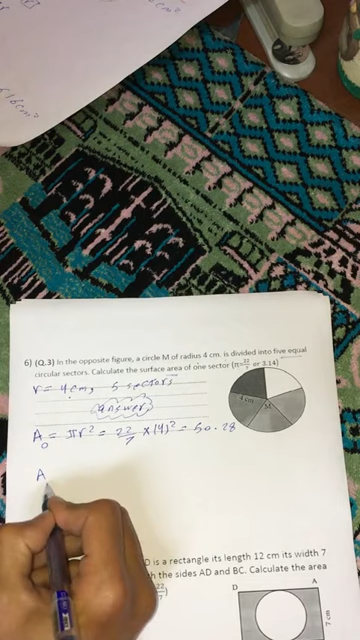 6) (Q.3) In the opposite figure, a circle M of radius 4 cm. is divided into five equal
circular sectors. Calculate the surface area of one sector (π=22/7 or 3.14)
r = 4cm, 5 sectors
answer
4 cm
M
A = πr² = 22/7 × (4)² = 50.28
A
D is a rectangle its length 12 cm its width 7
h the sides AD and BC. Calculate the area
22/7)
D
A
7 cm